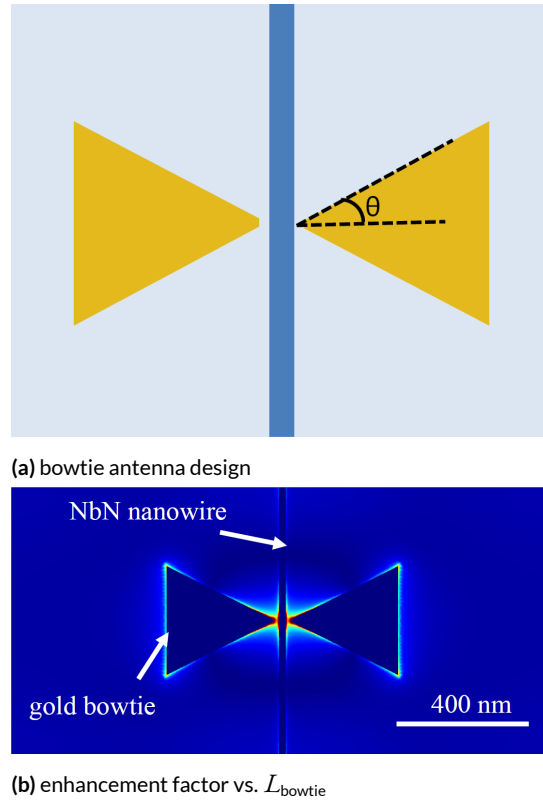 θ
(a) bowtie antenna design
NbN nanowire
gold bowtie
400 nm
(b) enhancement factor vs. L_bowtie